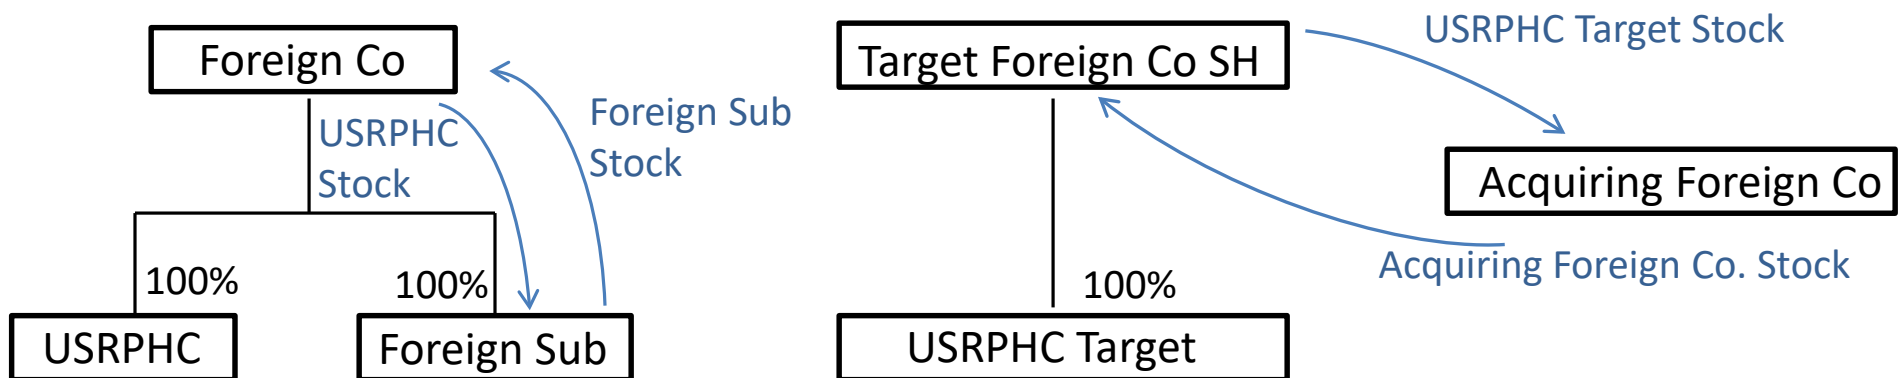 Foreign Co
USRPHC
Stock
Foreign Sub
Stock
100%
100%
USRPHC
Foreign Sub
Target Foreign Co SH
USRPHC Target Stock
Acquiring Foreign Co
Acquiring Foreign Co. Stock
100%
USRPHC Target